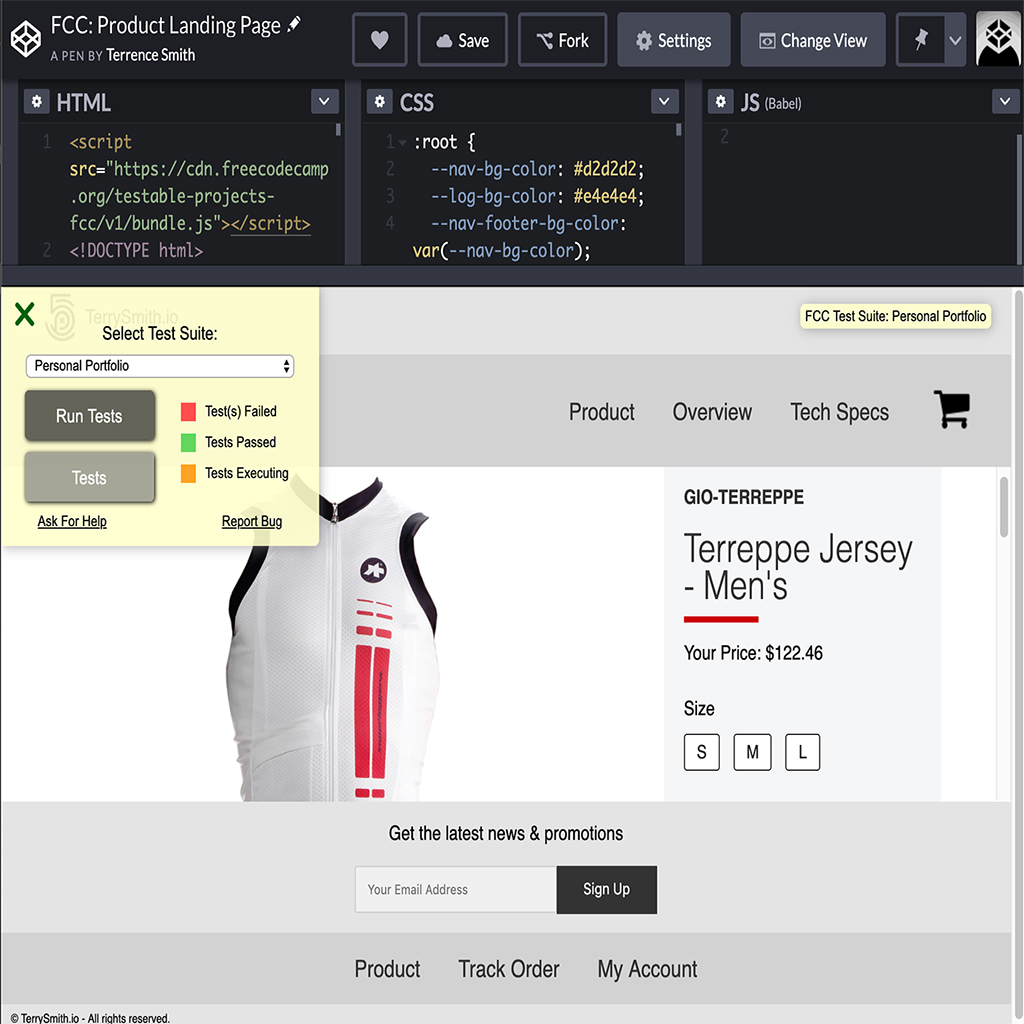 FCC: Product Landing Page
A PEN BY Terrence Smith
Save
Fork
Settings
Change View
HTML
1 <script
src="https://cdn.freecodecamp
.org/testable-projects-
fcc/v1/bundle.js"></script>
2 <!DOCTYPE html>
CSS
1 :root {
2 --nav-bg-color: #d2d2d2;
3 --log-bg-color: #e4e4e4;
4 --nav-footer-bg-color:
var(--nav-bg-color);
JS (Babel)
2
X
TerrySmith.io
Select Test Suite:
Personal Portfolio
Run Tests
Tests
Test(s) Failed
Tests Passed
Tests Executing
Ask For Help
Report Bug
FCC Test Suite: Personal Portfolio
Product
Overview
Tech Specs
GIO-TERREPPE
Terreppe Jersey
- Men's
Your Price: $122.46
Size
S M L
Get the latest news & promotions
Your Email Address
Sign Up
Product
Track Order
My Account
© TerrySmith.io - All rights reserved.